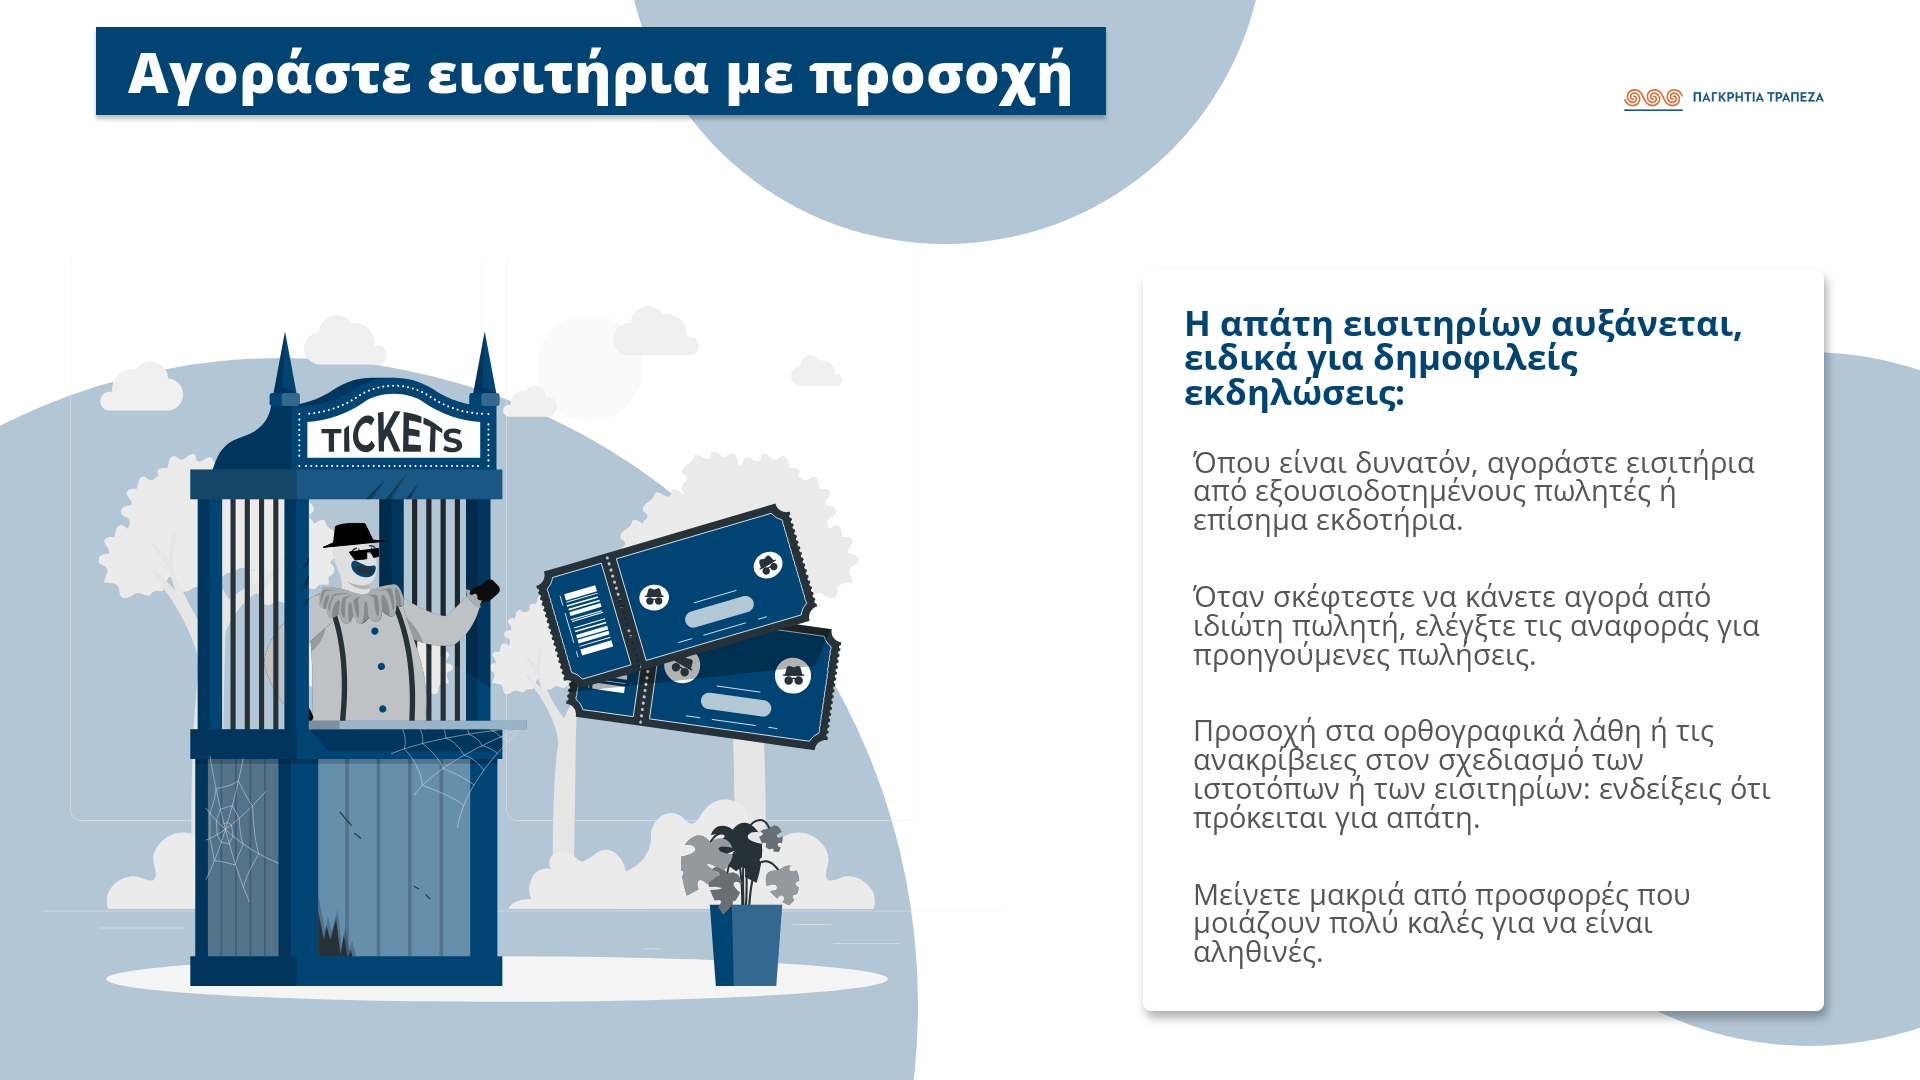 Αγοράστε εισιτήρια με προσοχή
ΠΑΓΚΡΗΤΙΑ ΤΡΑΠΕΖΑ
TICKETS
Η απάτη εισιτηρίων αυξάνεται,
ειδικά για δημοφιλείς
εκδηλώσεις:
Όπου είναι δυνατόν, αγοράστε εισιτήρια
από εξουσιοδοτημένους πωλητές ή
επίσημα εκδοτήρια.
Όταν σκέφτεστε να κάνετε αγορά από
ιδιώτη πωλητή, ελέγξτε τις αναφοράς για
προηγούμενες πωλήσεις.
Προσοχή στα ορθογραφικά λάθη ή τις
ανακρίβειες στον σχεδιασμό των
ιστοτόπων ή των εισιτηρίων: ενδείξεις ότι
πρόκειται για απάτη.
Μείνετε μακριά από προσφορές που
μοιάζουν πολύ καλές για να είναι
αληθινές.